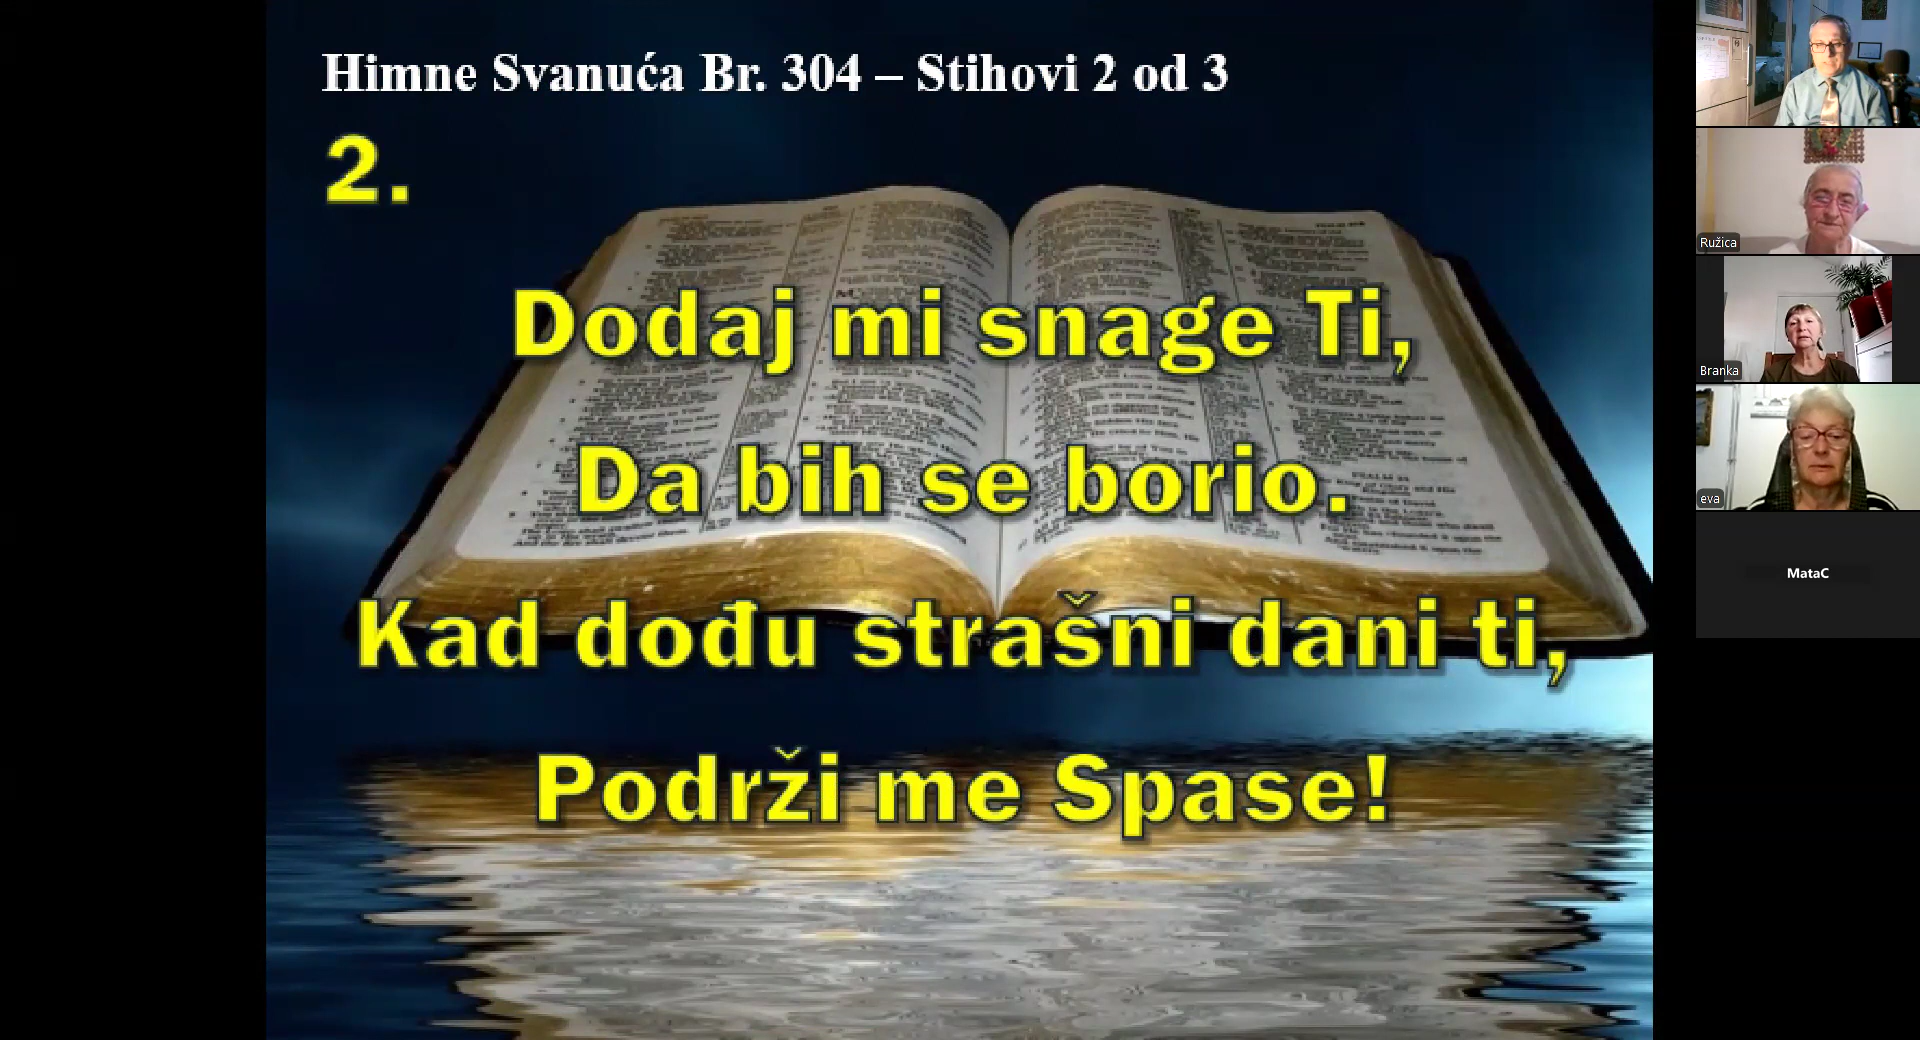 Himne Svanuća Br. 304 – Stihovi 2 od 3
2.
Dodaj mi snage Ti,
Da bih se borio.
Kad dođu strašni dani ti,
Podrži me Spase!
Ružica
Branka
eva
MataC